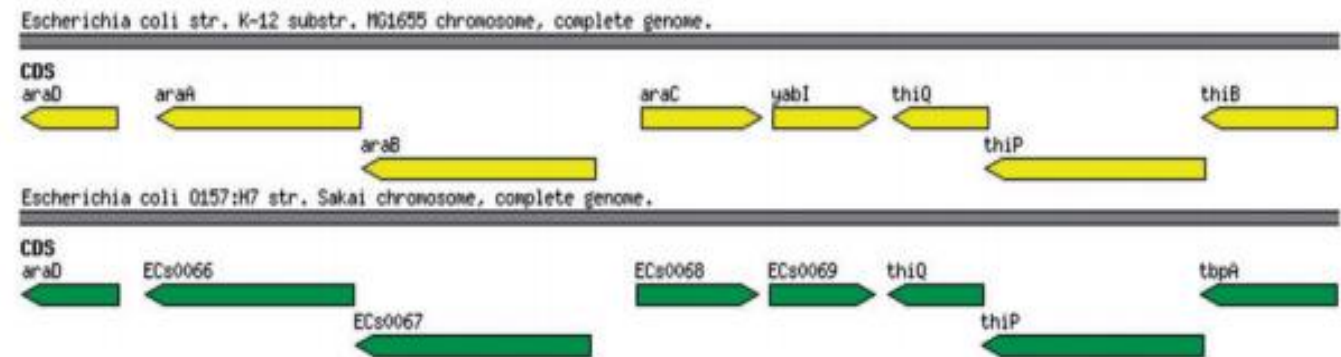 Escherichia coli str. K-12 substr. MG1655 chromosome, complete genome.
CDS
araD araA araC yabI thiQ thiB
araB thiP
Escherichia coli O157:H7 str. Sakai chromosome, complete genome.
CDS
araD ECs0066 ECs0068 ECs0069 thiQ tbpA
ECs0067 thiP